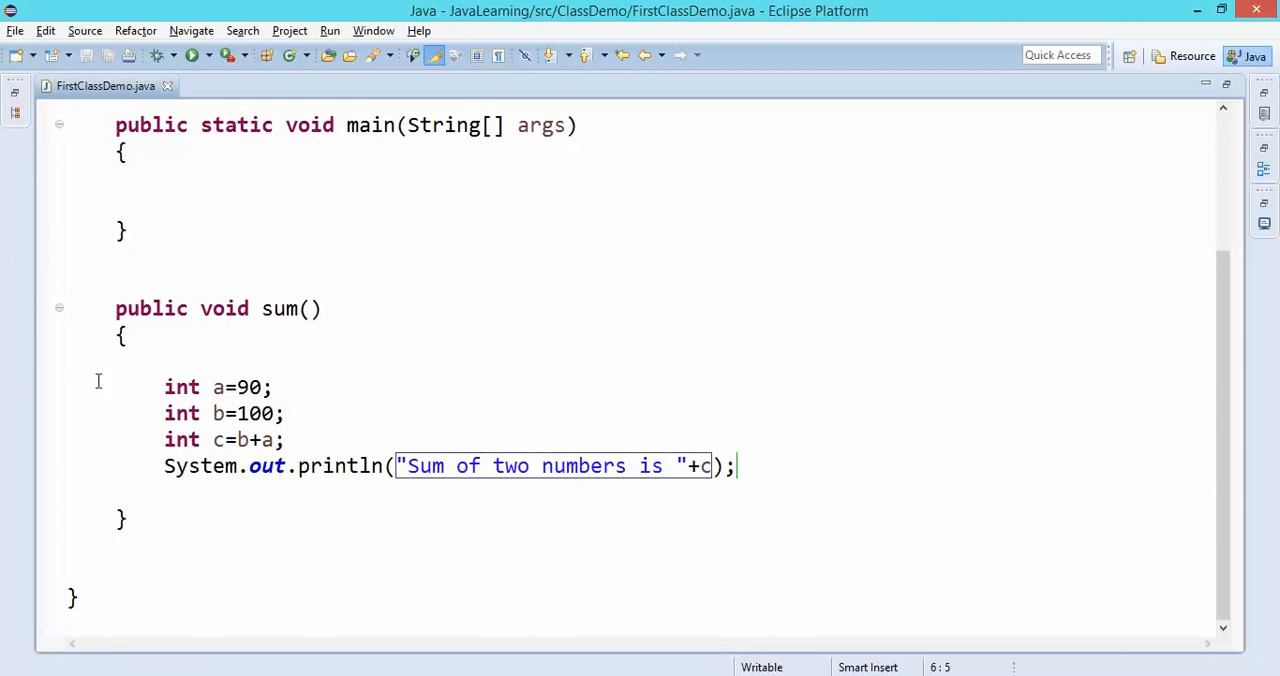 Java - JavaLearning/src/ClassDemo/FirstClassDemo.java - Eclipse Platform
File Edit Source Refactor Navigate Search Project Run Window Help
Quick Access Resource Java
FirstClassDemo.java
public static void main(String[] args)
{
}
public void sum()
{
int a=90;
int b=100;
int c=b+a;
System.out.println("Sum of two numbers is "+c);
}
}
Writable Smart Insert 6 : 5